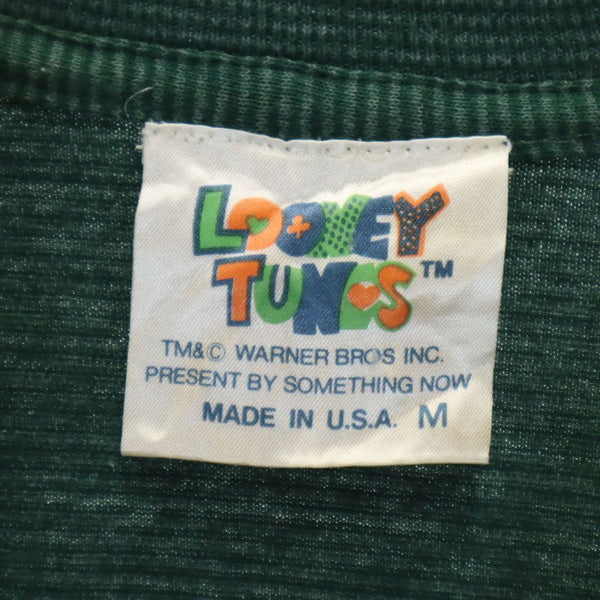 LOONEY
TUNES™
TM&© WARNER BROS INC.
PRESENT BY SOMETHING NOW
MADE IN U.S.A. M